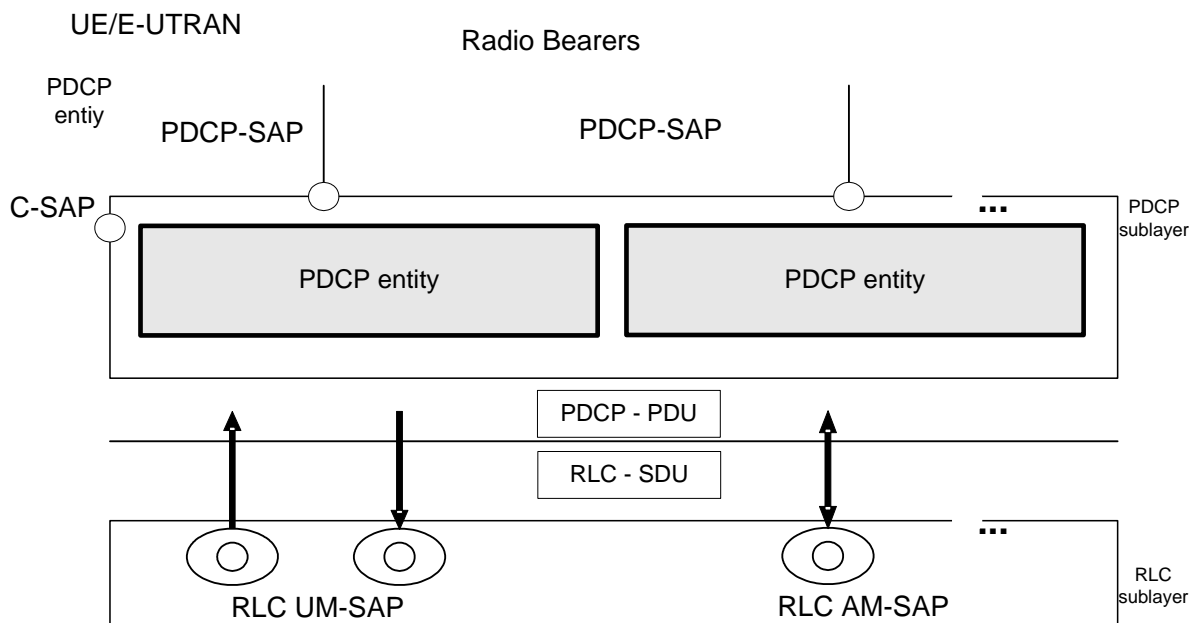 UE/E-UTRAN
Radio Bearers
PDCP
entiy
PDCP-SAP
PDCP-SAP
C-SAP
...
PDCP
sublayer
PDCP entity
PDCP entity
PDCP - PDU
RLC - SDU
...
RLC UM-SAP
RLC AM-SAP
RLC
sublayer